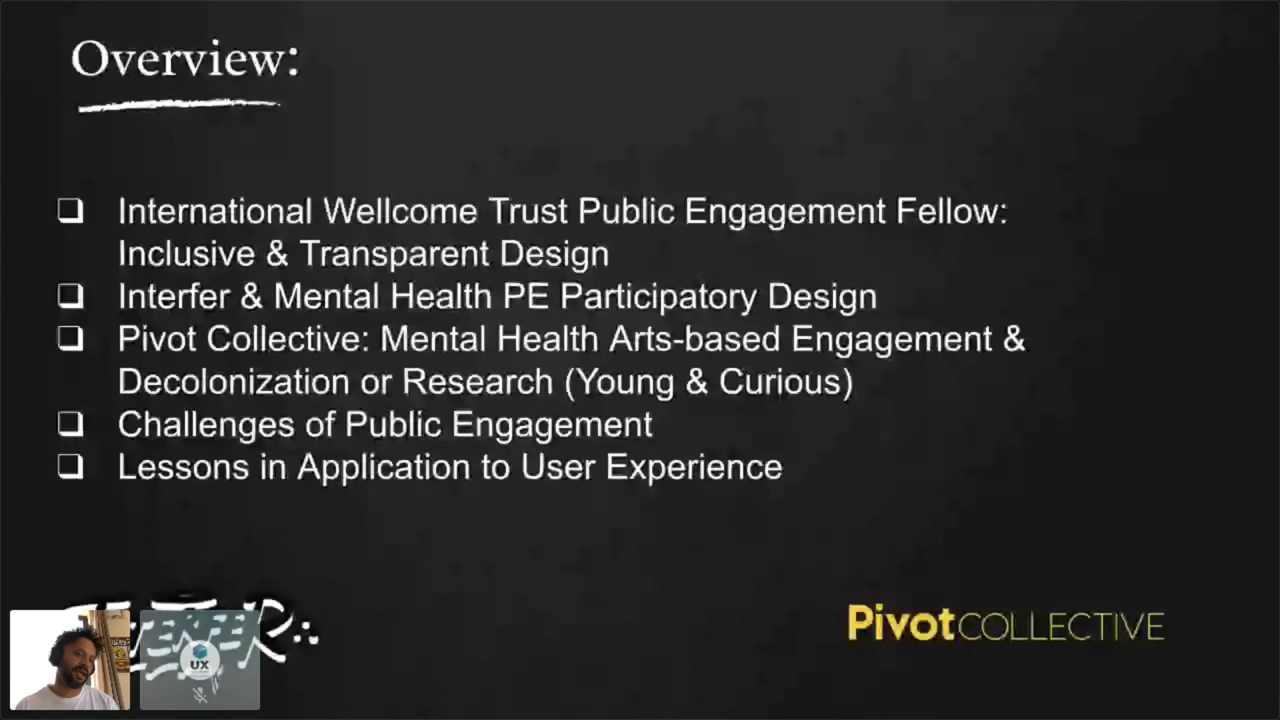 Overview:
International Wellcome Trust Public Engagement Fellow:
Inclusive & Transparent Design
Interfer & Mental Health PE Participatory Design
Pivot Collective: Mental Health Arts-based Engagement &
Decolonization or Research (Young & Curious)
Challenges of Public Engagement
Lessons in Application to User Experience
PivotCOLLECTIVE
UX